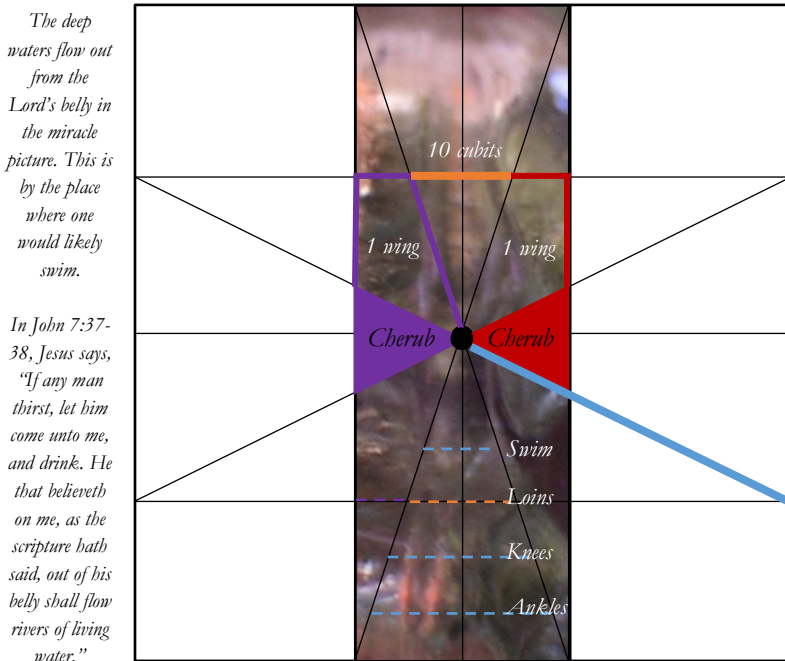 The deep
waters flow out
from the
Lord's belly in
the miracle
picture. This is
by the place
where one
would likely
swim.
In John 7:37-
38, Jesus says,
“If any man
thirst, let him
come unto me,
and drink. He
that believeth
on me, as the
scripture hath
said, out of his
belly shall flow
rivers of living
water.”
10 cubits
1 wing
1 wing
Cherub
Cherub
Swim
Loins
Knees
Ankles